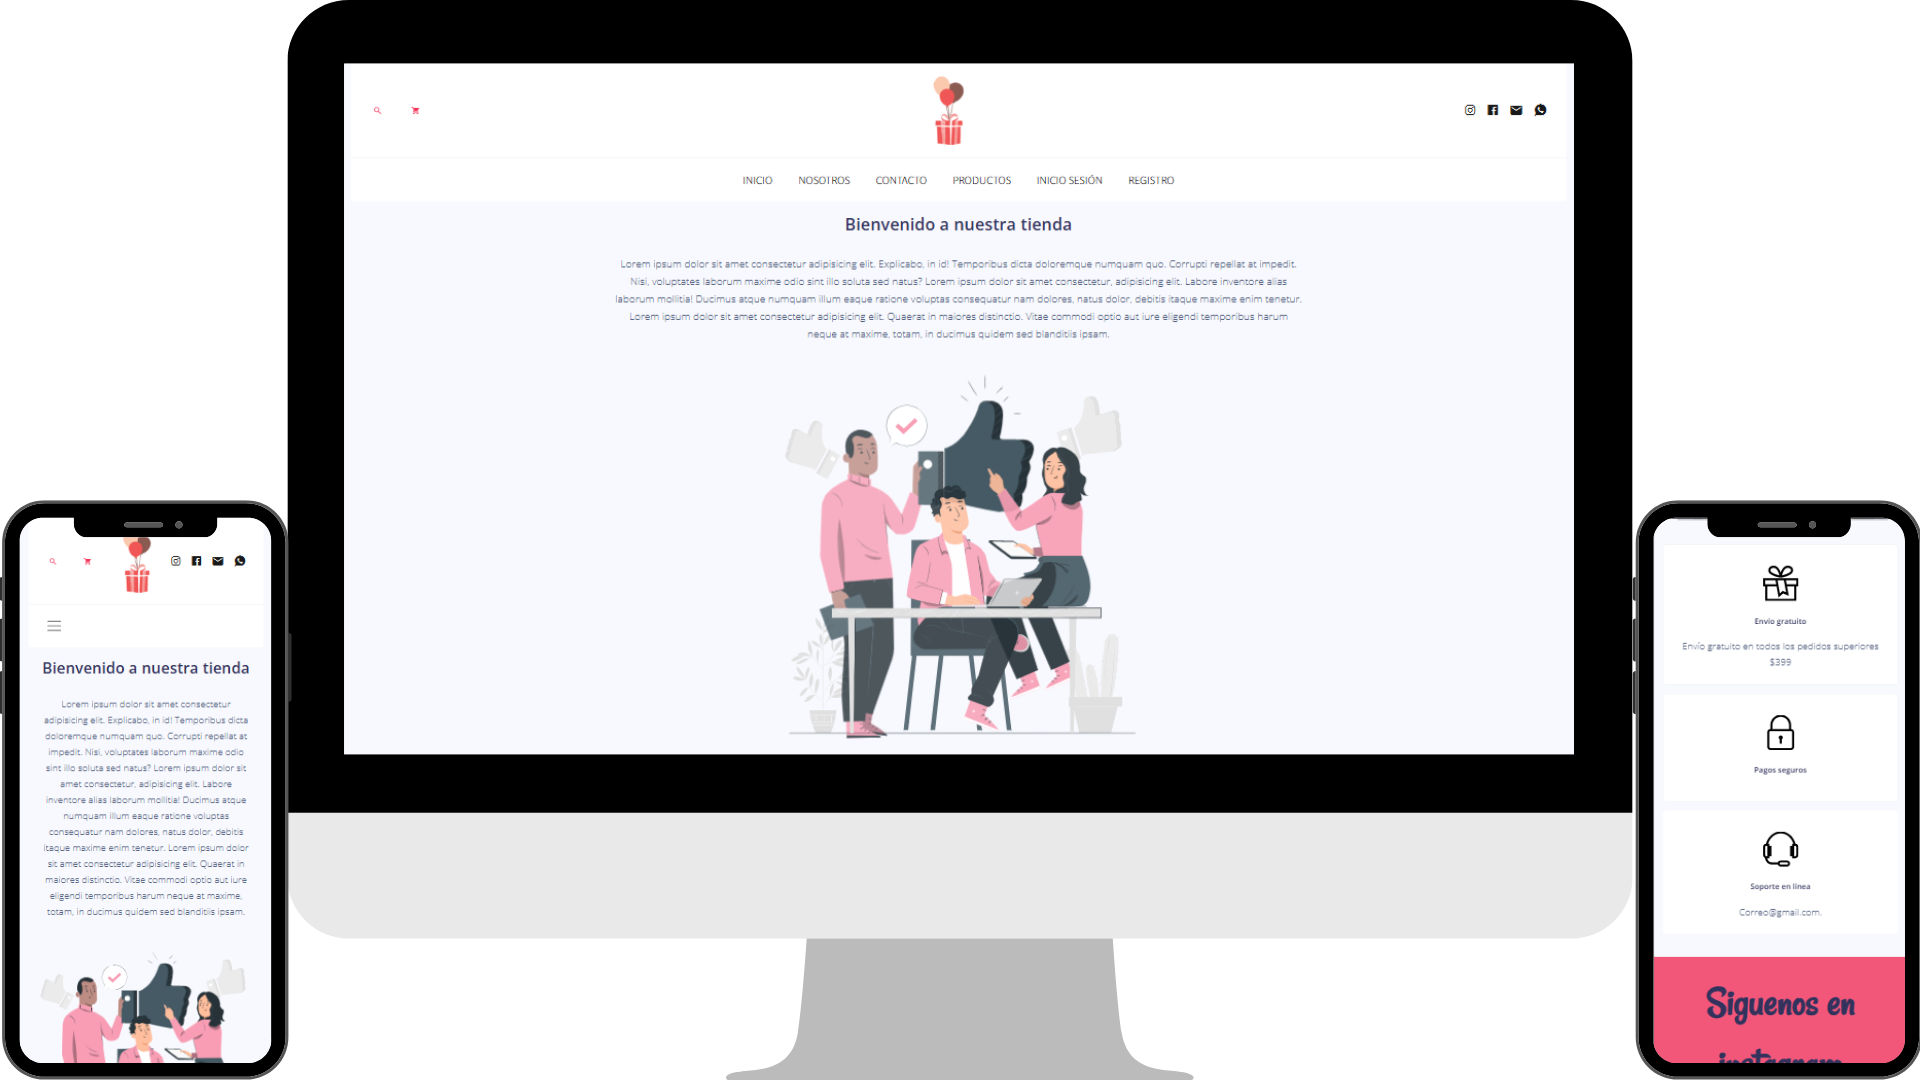 INICIO NOSOTROS CONTACTO PRODUCTOS INICIO SESIÓN REGISTRO
Bienvenido a nuestra tienda
Lorem ipsum dolor sit amet consectetur adipisicing elit. Explicabo, in id! Temporibus dicta doloremque numquam quo. Corrupti repellat at impedit.
Nisi, voluptates laborum maxime odio sint illo soluta sed natus? Lorem ipsum dolor sit amet consectetur, adipisicing elit. Labore inventore alias
laborum mollitia! Ducimus atque numquam illum eaque ratione voluptas consequatur nam dolores, natus dolor, debitis itaque maxime enim tenetur.
Lorem ipsum dolor sit amet consectetur adipisicing elit. Quaerat in maiores distinctio. Vitae commodi optio aut iure eligendi temporibus harum
neque at maxime, totam, in ducimus quidem sed blanditiis ipsam.
Bienvenido a nuestra tienda
Lorem ipsum dolor sit amet consectetur
adipisicing elit. Explicabo, in id! Temporibus dicta
doloremque numquam quo. Corrupti repellat at
impedit. Nisi, voluptates laborum maxime odio
sint illo soluta sed natus? Lorem ipsum dolor sit
amet consectetur, adipisicing elit. Labore
inventore alias laborum mollitia! Ducimus atque
numquam illum eaque ratione voluptas
consequatur nam dolores, natus dolor, debitis
itaque maxime enim tenetur. Lorem ipsum dolor
sit amet consectetur adipisicing elit. Quaerat in
maiores distinctio. Vitae commodi optio aut iure
eligendi temporibus harum neque at maxime,
totam, in ducimus quidem sed blanditiis ipsam.
Envío gratuito
Envío gratuito en todos los pedidos superiores
$399
Pagos seguros
Soporte en linea
Correo@gmail.com.
Siguenos en
instagram